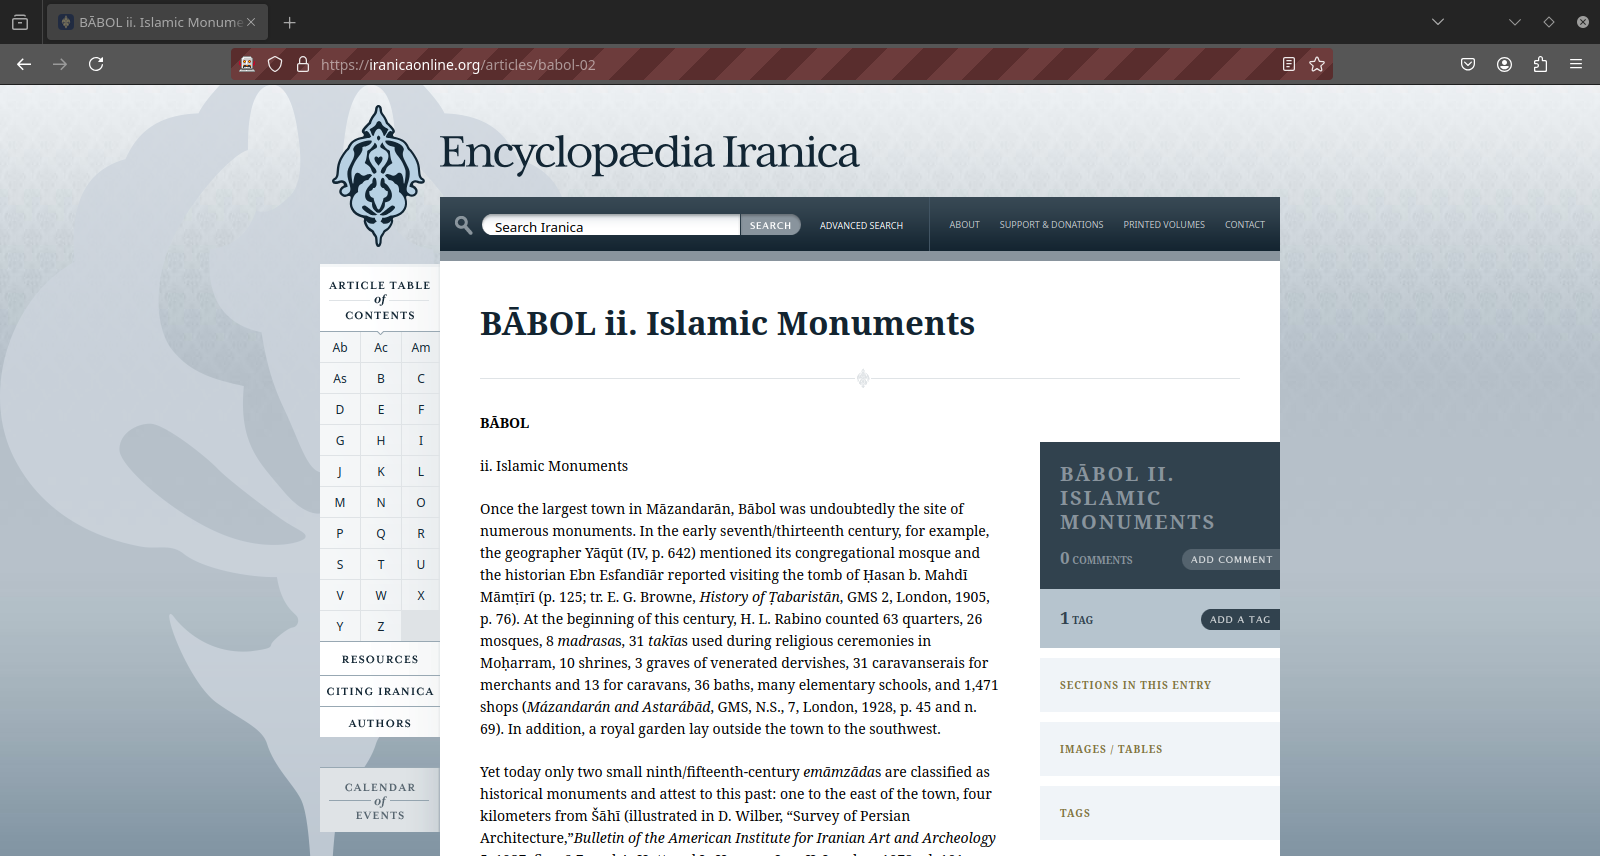 BĀBOL ii. Islamic Monume
https://iranicaonline.org/articles/babol-02
Encyclopædia Iranica
Search Iranica
SEARCH
ADVANCED SEARCH
ABOUT
SUPPORT & DONATIONS
PRINTED VOLUMES
CONTACT
ARTICLE TABLE
of
CONTENTS
Ab Ac Am
As B C
D E F
G H I
J K L
M N O
P Q R
S T U
V W X
Y Z
RESOURCES
CITING IRANICA
AUTHORS
CALENDAR
of
EVENTS
BĀBOL ii. Islamic Monuments
BĀBOL
ii. Islamic Monuments
Once the largest town in Māzandarān, Bābol was undoubtedly the site of
numerous monuments. In the early seventh/thirteenth century, for example,
the geographer Yāqūt (IV, p. 642) mentioned its congregational mosque and
the historian Ebn Esfandīār reported visiting the tomb of Ḥasan b. Mahdī
Māmṭīrī (p. 125; tr. E. G. Browne, History of Ṭabaristān, GMS 2, London, 1905,
p. 76). At the beginning of this century, H. L. Rabino counted 63 quarters, 26
mosques, 8 madrasas, 31 takīas used during religious ceremonies in
Moḥarram, 10 shrines, 3 graves of venerated dervishes, 31 caravanserais for
merchants and 13 for caravans, 36 baths, many elementary schools, and 1,471
shops (Mázandarán and Astarábād, GMS, N.S., 7, London, 1928, p. 45 and n.
69). In addition, a royal garden lay outside the town to the southwest.
Yet today only two small ninth/fifteenth-century emāmzādas are classified as
historical monuments and attest to this past: one to the east of the town, four
kilometers from Šāhī (illustrated in D. Wilber, “Survey of Persian
Architecture,”Bulletin of the American Institute for Iranian Art and Archeology
BĀBOL II.
ISLAMIC
MONUMENTS
0 COMMENTS
ADD COMMENT
1 TAG
ADD A TAG
SECTIONS IN THIS ENTRY
IMAGES / TABLES
TAGS